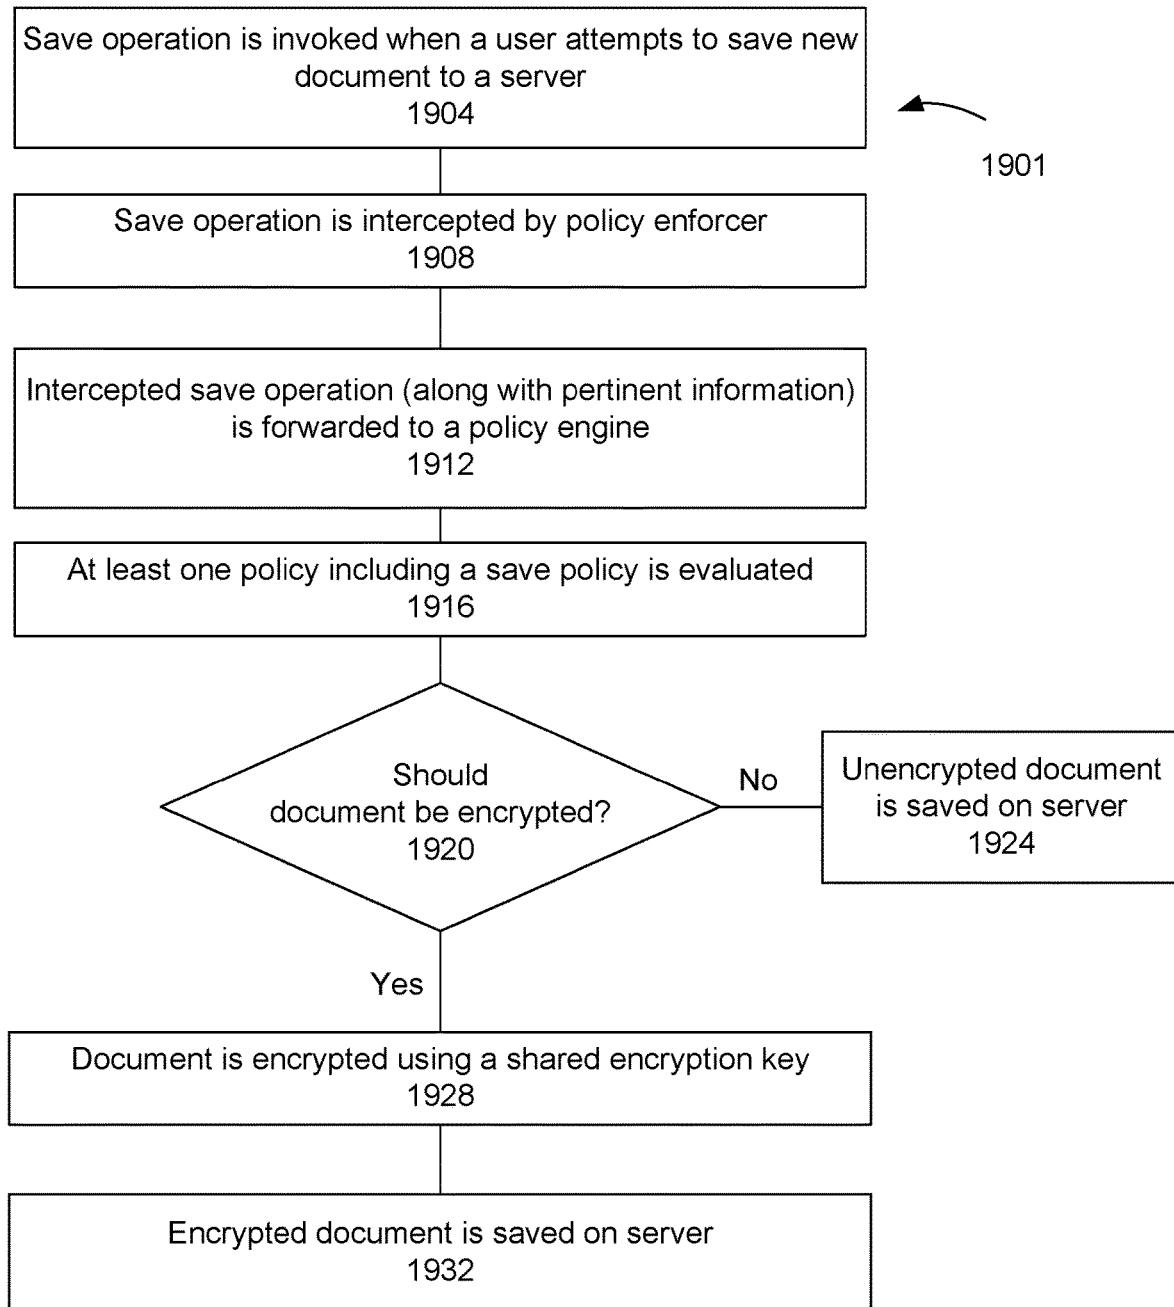 Save operation is invoked when a user attempts to save new
document to a server
1904
1901
Save operation is intercepted by policy enforcer
1908
Intercepted save operation (along with pertinent information)
is forwarded to a policy engine
1912
At least one policy including a save policy is evaluated
1916
Should
document be encrypted?
1920
No
Unencrypted document
is saved on server
1924
Yes
Document is encrypted using a shared encryption key
1928
Encrypted document is saved on server
1932